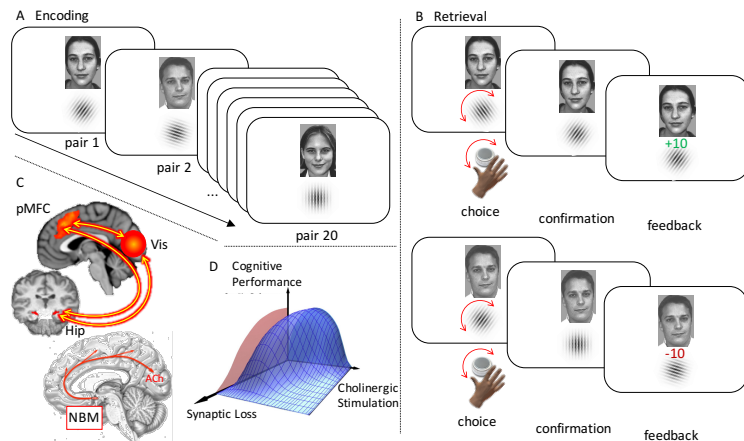 A Encoding
pair 1
pair 2
...
pair 20
B Retrieval
+10
choice
confirmation
feedback
-10
choice
confirmation
feedback
C
pMFC
Vis
Hip
ACh
NBM
D
Cognitive
Performance
Synaptic Loss
Cholinergic
Stimulation